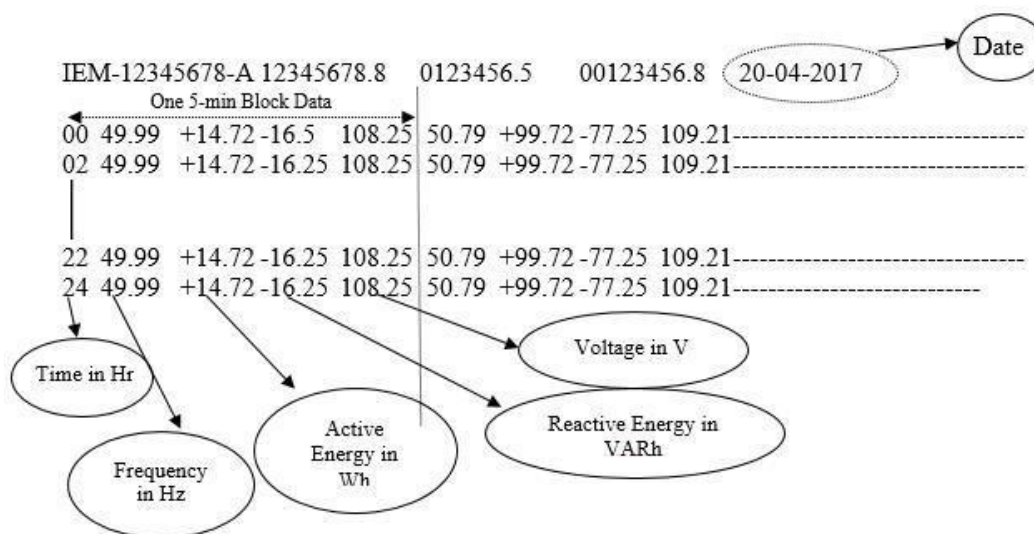 Date
IEM-12345678-A 12345678.8 0123456.5 00123456.8 20-04-2017
One 5-min Block Data
00 49.99 +14.72 -16.5 108.25 50.79 +99.72 -77.25 109.21------------------------------
02 49.99 +14.72 -16.25 108.25 50.79 +99.72 -77.25 109.21------------------------------
22 49.99 +14.72 -16.25 108.25 50.79 +99.72 -77.25 109.21------------------------------
24 49.99 +14.72 -16.25 108.25 50.79 +99.72 -77.25 109.21--------------------------
Voltage in V
Time in Hr
Active
Energy in
Wh
Reactive Energy in
VARh
Frequency
in Hz